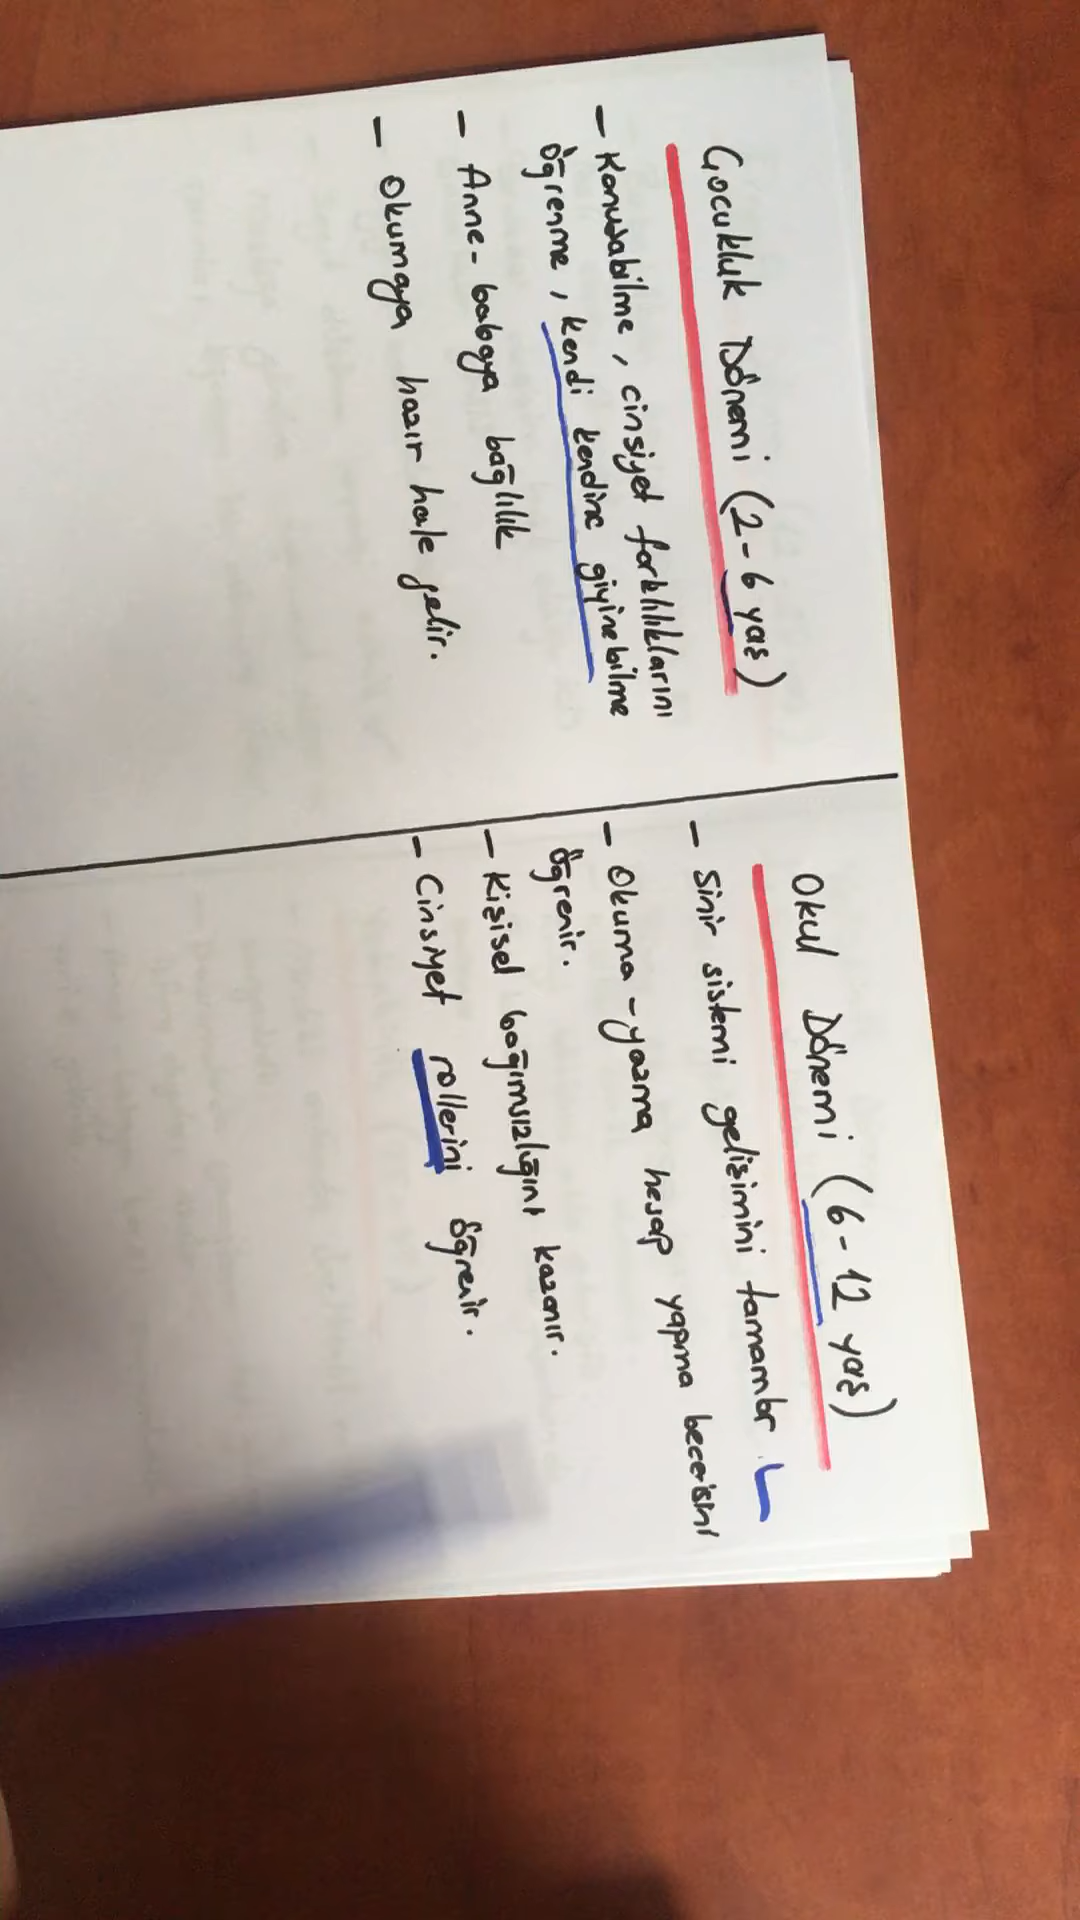 Çocukluk Dönemi (2-6 yaş)
- Konuşabilme, cinsiyet farklılıklarını
öğrenme, kendi kendine giyinebilme
- Anne-babaya bağlılık
- Okumaya hazır hale gelir.
Okul Dönemi (6-12 yaş)
- Sinir sistemi gelişimini tamamlar.
- Okuma-yazma hesap yapma becerisini
öğrenir.
- Kişisel bağımsızlığını kazanır.
- Cinsiyet rollerini öğrenir.